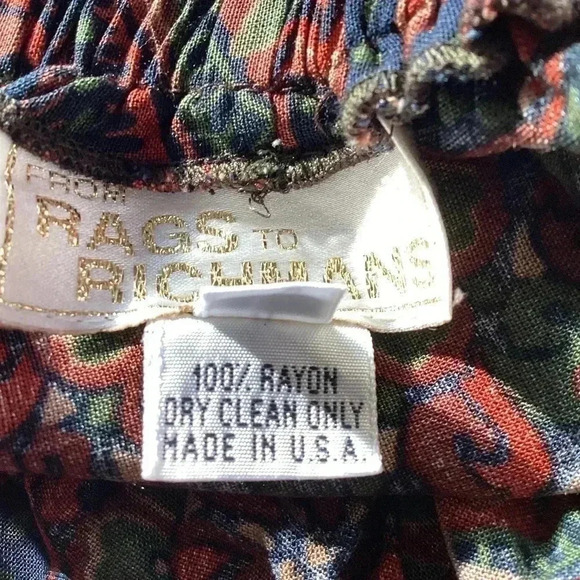 FROM
RAGS TO
RICHMANS
100% RAYON
DRY CLEAN ONLY
MADE IN U.S.A.